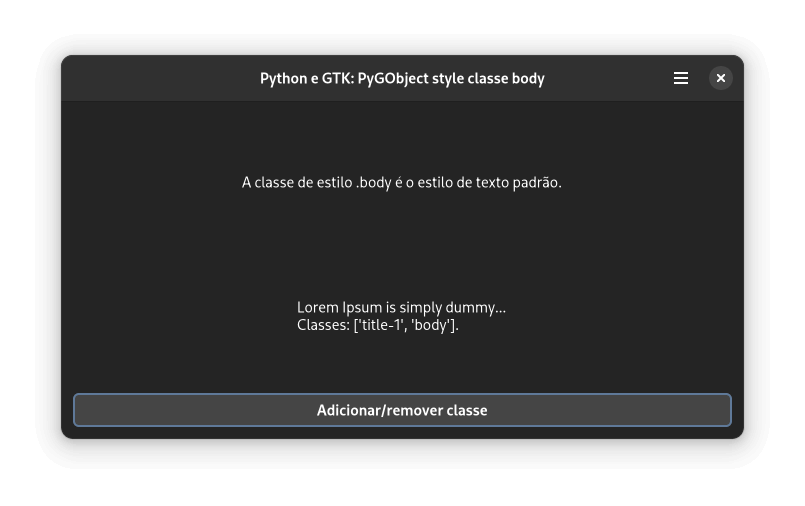 Python e GTK: PyGObject style classe body
A classe de estilo .body é o estilo de texto padrão.
Lorem Ipsum is simply dummy...
Classes: ['title-1', 'body'].
Adicionar/remover classe